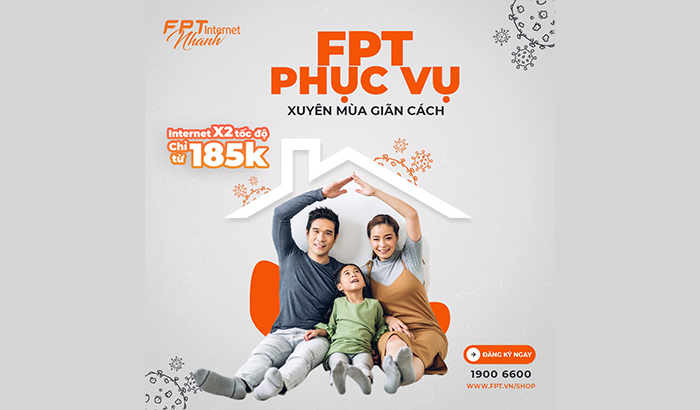 FPT Internet
Nhanh
FPT
PHỤC VỤ
XUYÊN MÙA GIÃN CÁCH
Internet X2 tốc độ
Chỉ từ 185k
ĐĂNG KÝ NGAY
1900 6600
WWW.FPT.VN/SHOP